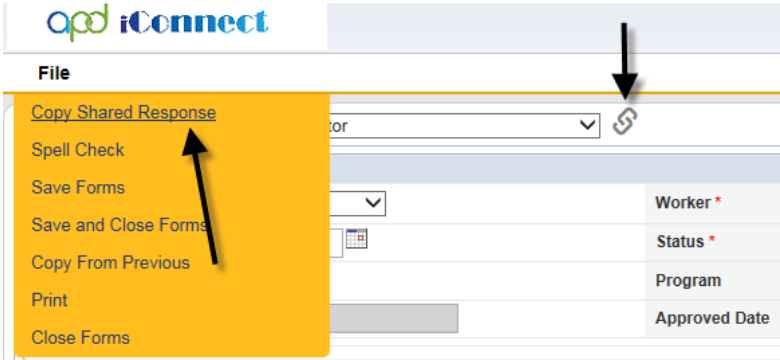 apd iConnect
File
Copy Shared Response
tor
Spell Check
Save Forms
Worker *
Save and Close Forms
Status *
Copy From Previous
Program
Print
Approved Date
Close Forms